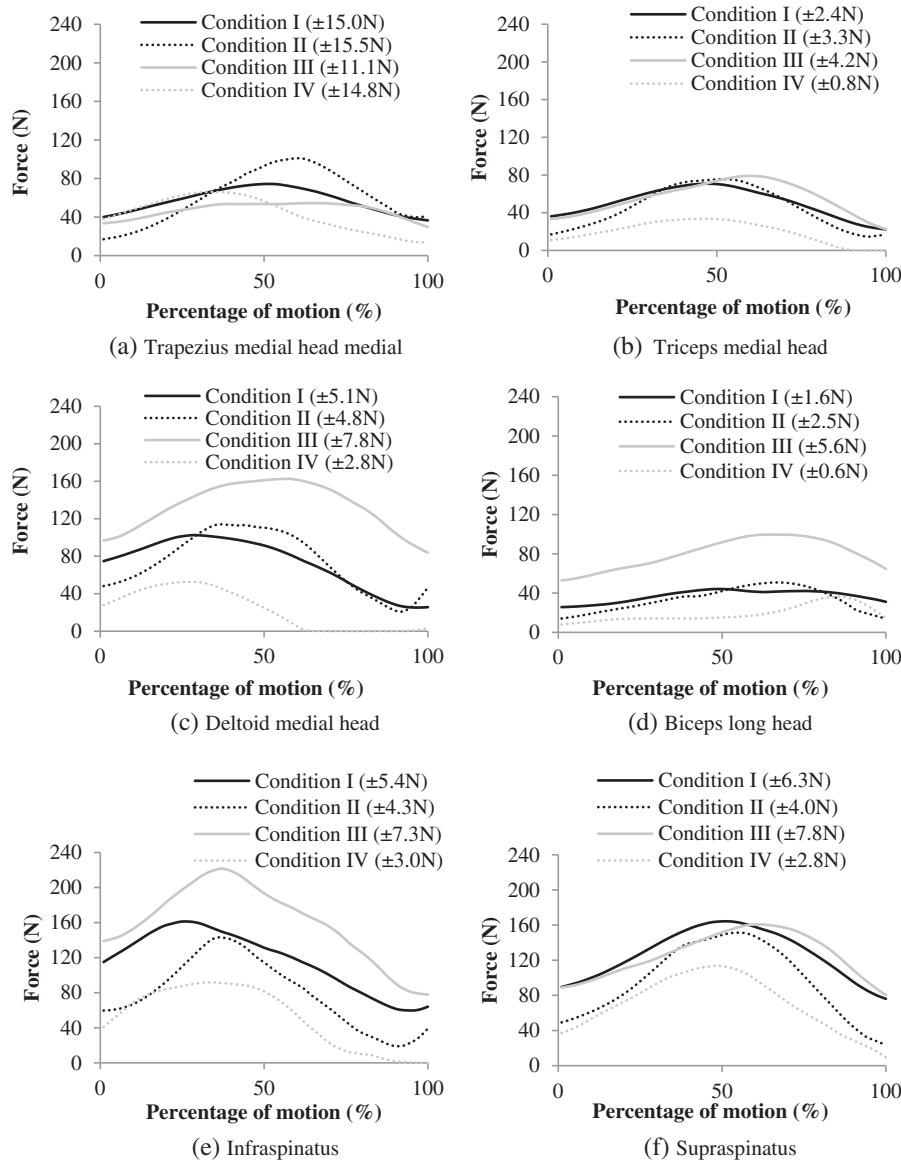 240
200
160
120
80
40
0
Force (N)
Condition I (±15.0N)
Condition II (±15.5N)
Condition III (±11.1N)
Condition IV (±14.8N)
0 50 100
Percentage of motion (%)
(a) Trapezius medial head medial
240
200
160
120
80
40
0
Force (N)
Condition I (±2.4N)
Condition II (±3.3N)
Condition III (±4.2N)
Condition IV (±0.8N)
0 50 100
Percentage of motion (%)
(b) Triceps medial head
240
200
160
120
80
40
0
Force (N)
Condition I (±5.1N)
Condition II (±4.8N)
Condition III (±7.8N)
Condition IV (±2.8N)
0 50 100
Percentage of motion (%)
(c) Deltoid medial head
240
200
160
120
80
40
0
Force (N)
Condition I (±1.6N)
Condition II (±2.5N)
Condition III (±5.6N)
Condition IV (±0.6N)
0 50 100
Percentage of motion (%)
(d) Biceps long head
240
200
160
120
80
40
0
Force (N)
Condition I (±5.4N)
Condition II (±4.3N)
Condition III (±7.3N)
Condition IV (±3.0N)
0 50 100
Percentage of motion (%)
(e) Infraspinatus
240
200
160
120
80
40
0
Force (N)
Condition I (±6.3N)
Condition II (±4.0N)
Condition III (±7.8N)
Condition IV (±2.8N)
0 50 100
Percentage of motion (%)
(f) Supraspinatus